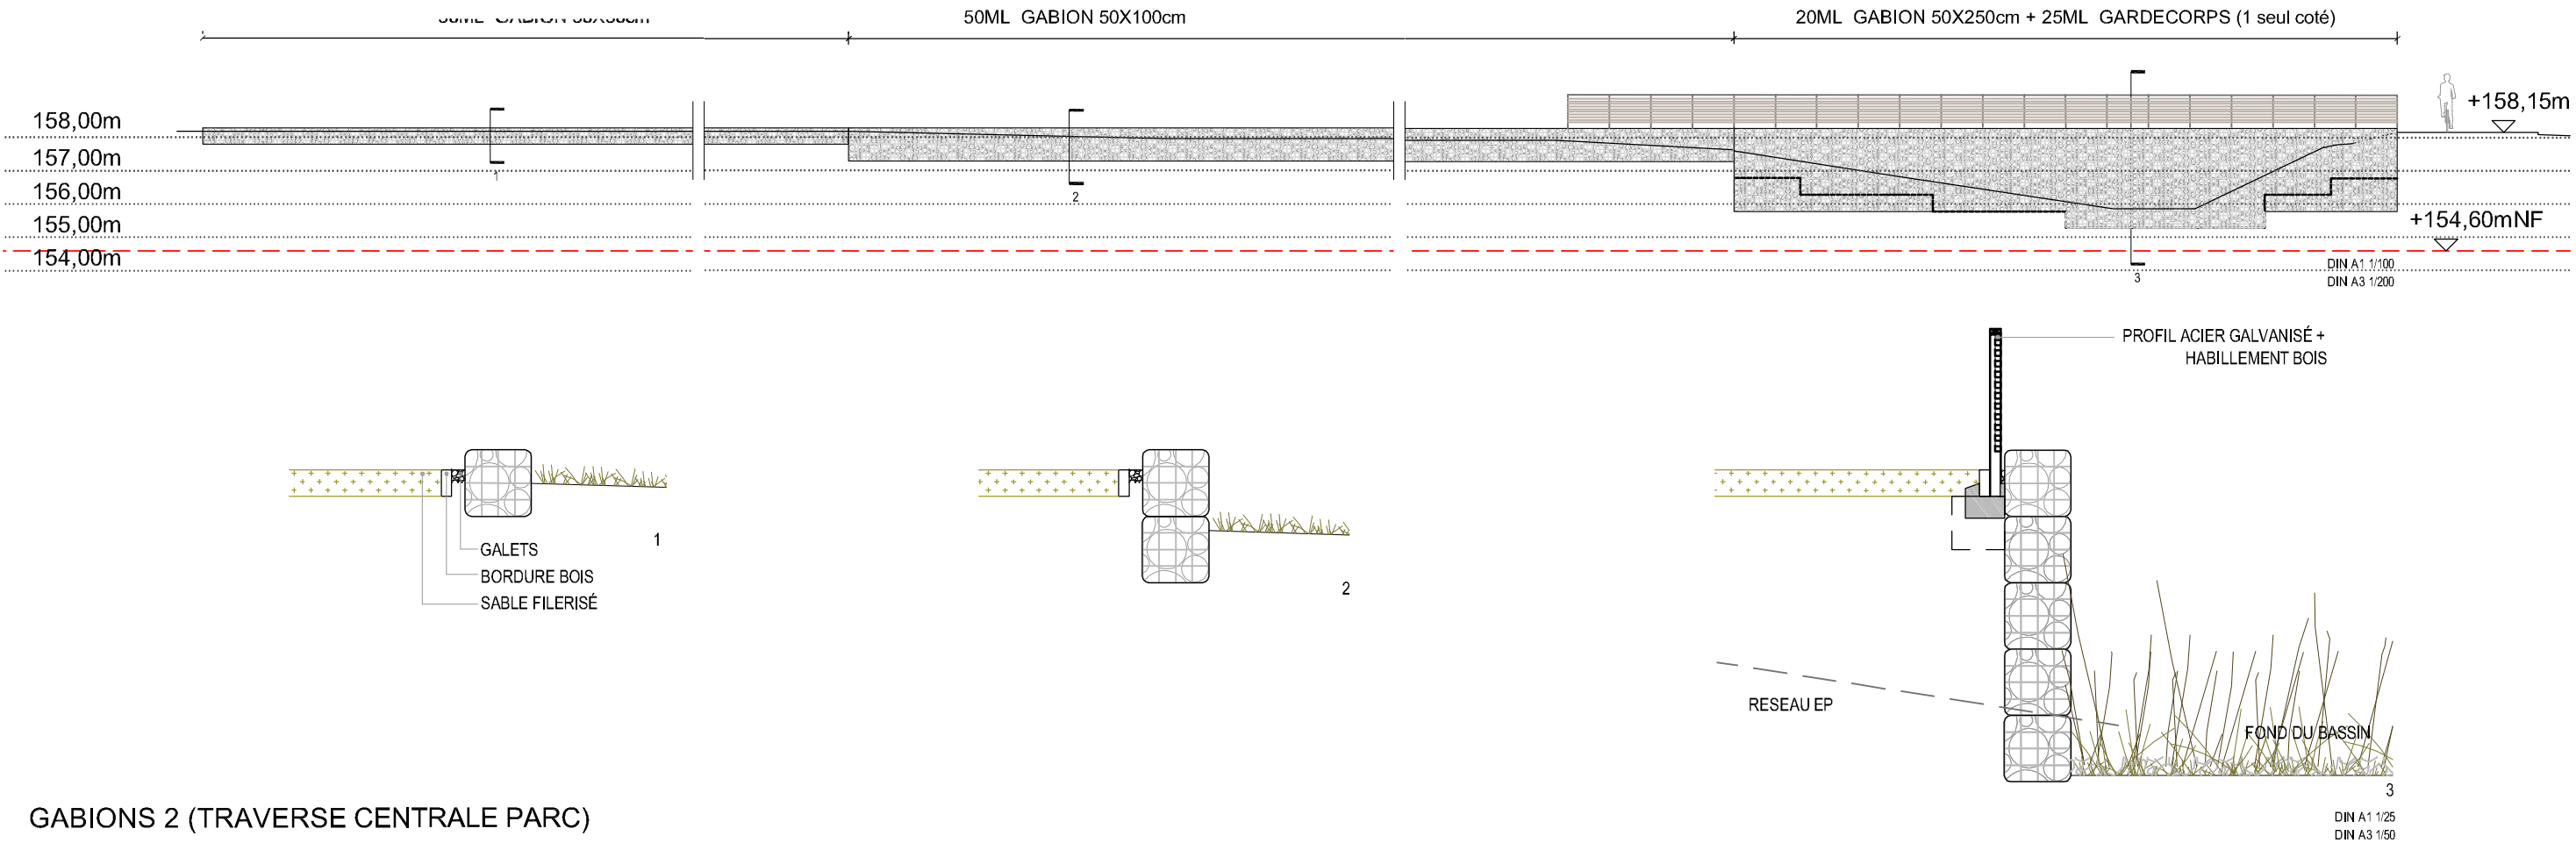 50ML GABION 50X100cm
20ML GABION 50X250cm + 25ML GARDECORPS (1 seul coté)
158,00m
157,00m
156,00m
155,00m
154,00m
+158,15m
+154,60mNF
1
2
3
DIN A1 1/100
DIN A3 1/200
PROFIL ACIER GALVANISÉ +
HABILLEMENT BOIS
GALETS
BORDURE BOIS
SABLE FILERISÉ
1
2
RESEAU EP
FOND DU BASSIN
3
DIN A1 1/25
DIN A3 1/50
GABIONS 2 (TRAVERSE CENTRALE PARC)